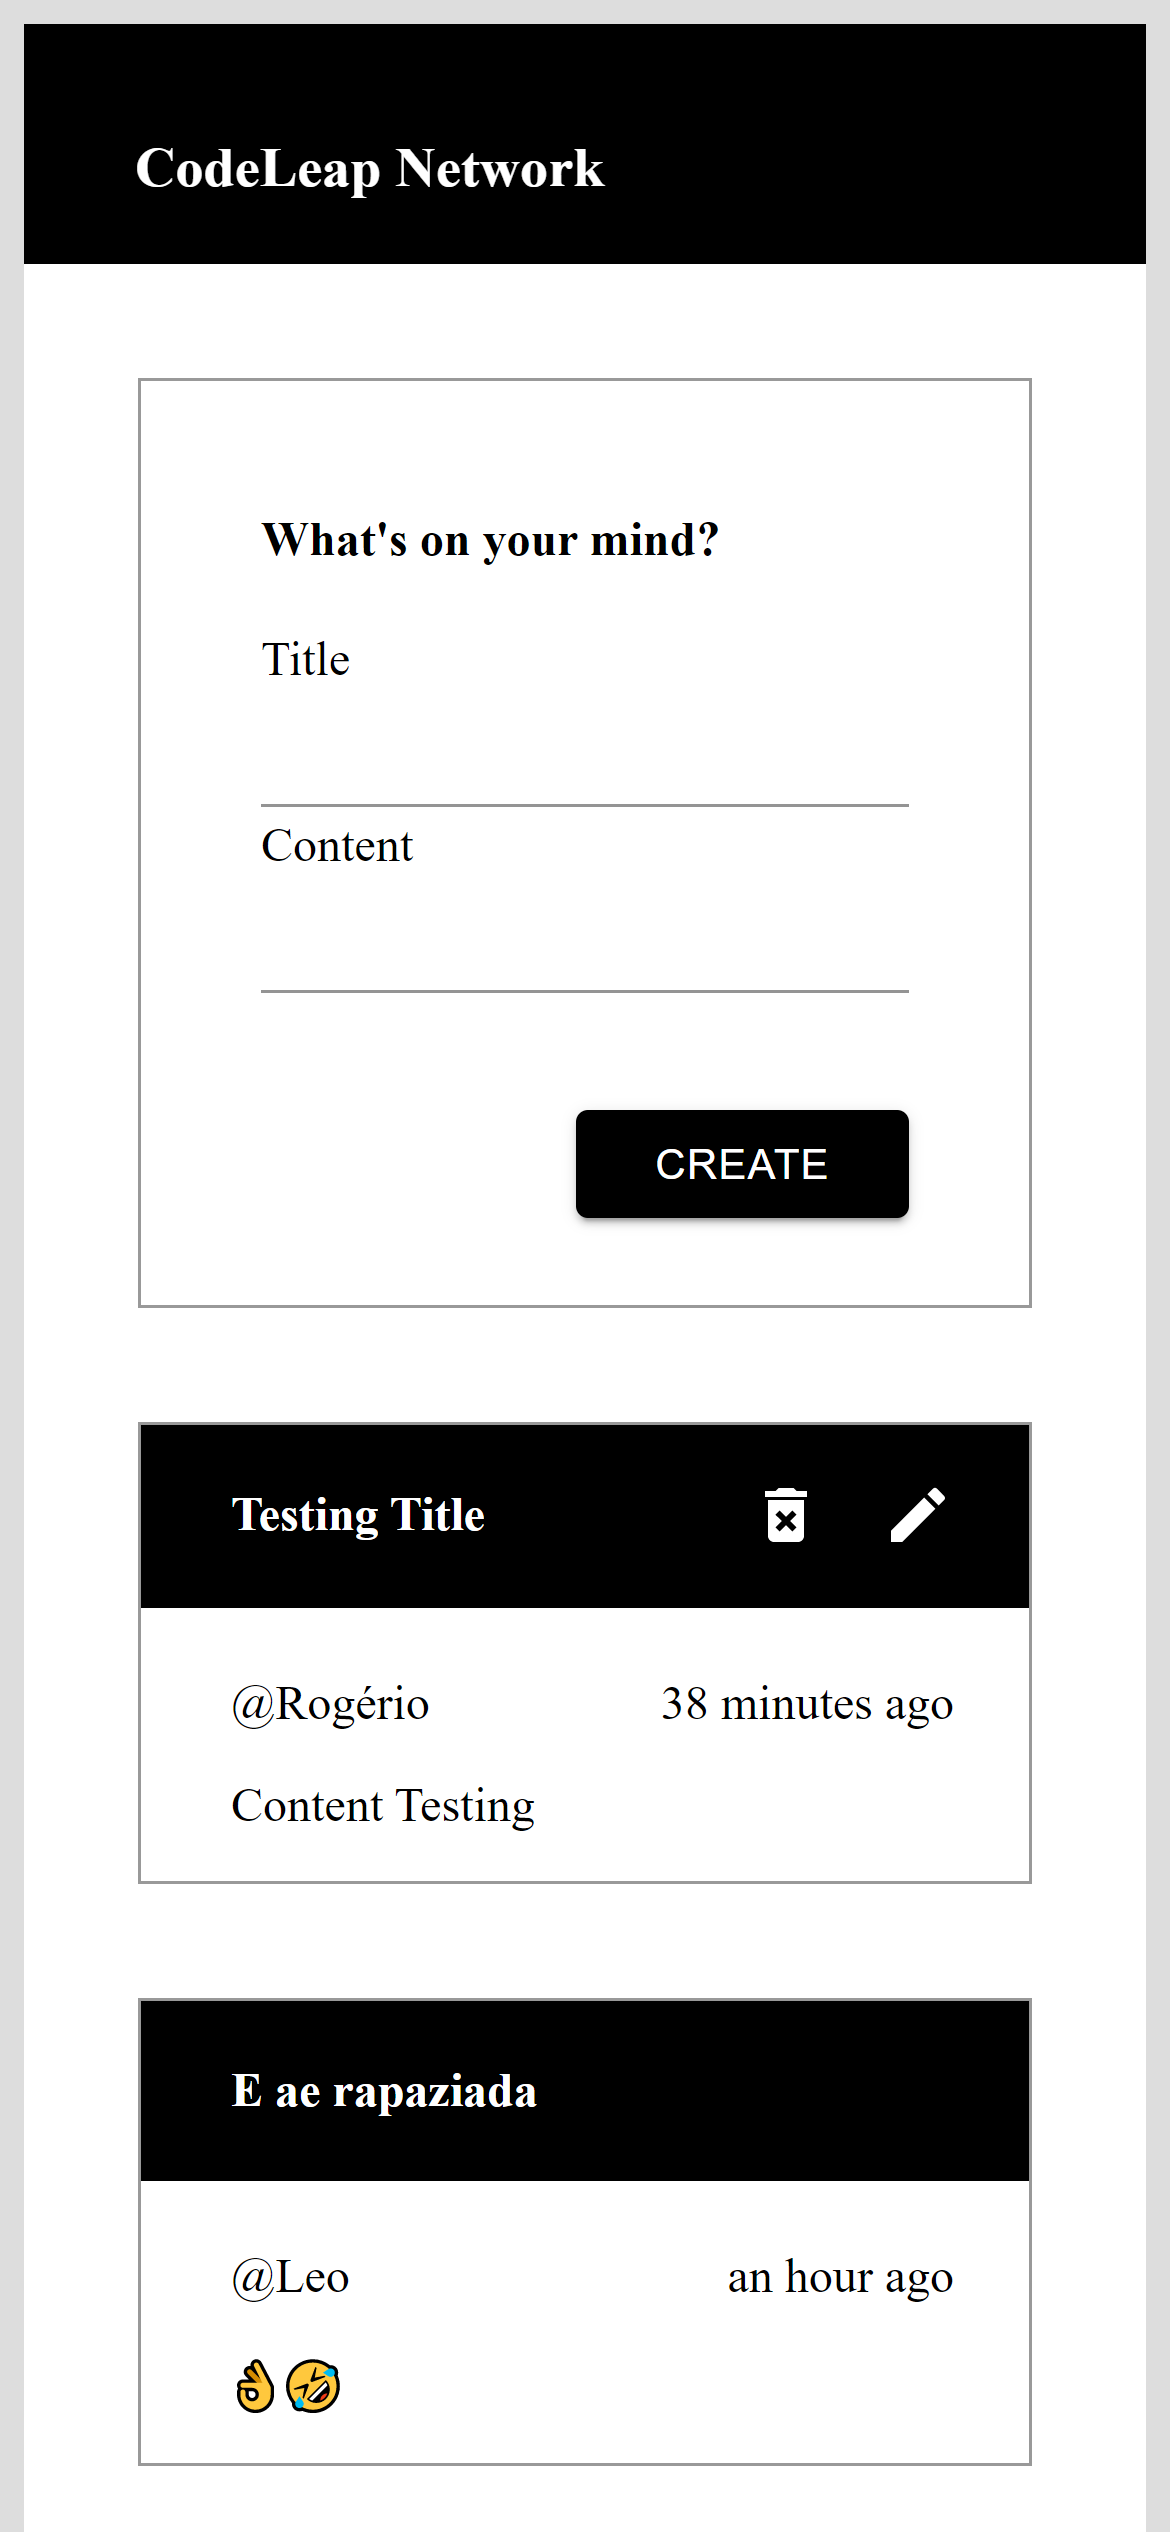 CodeLeap Network
What's on your mind?
Title
Content
CREATE
Testing Title
@Rogério 38 minutes ago
Content Testing
E ae rapaziada
@Leo an hour ago
👌🤣